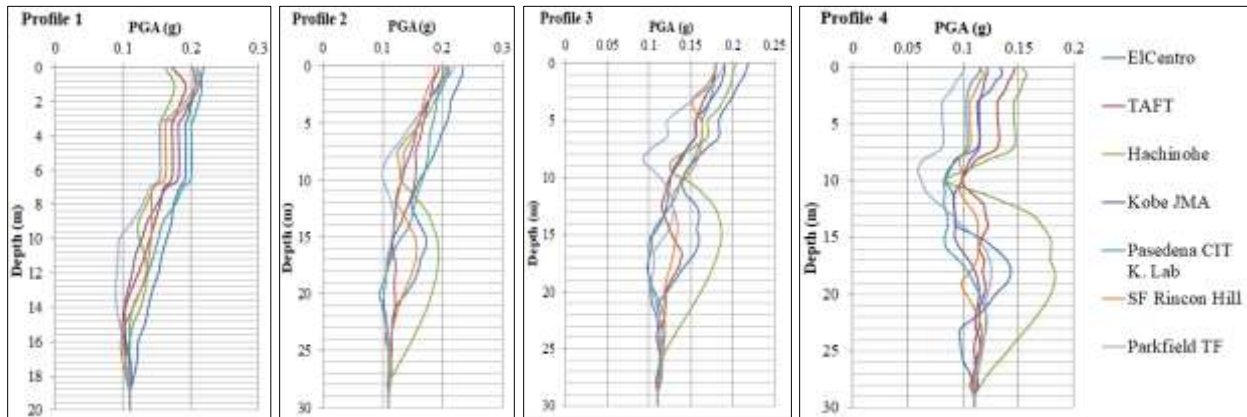 Profile 1
PGA (g)
0 0.1 0.2 0.3
0
2
4
6
8
10
12
14
16
18
20
Depth (m)
Profile 2
PGA (g)
0 0.1 0.2 0.3
0
5
10
15
20
25
30
Depth (m)
Profile 3
PGA (g)
0 0.05 0.1 0.15 0.2 0.25
0
5
10
15
20
25
30
Depth (m)
Profile 4
PGA (g)
0 0.05 0.1 0.15 0.2
0
5
10
15
20
25
30
Depth (m)
ElCentro
TAFT
Hachinohe
Kobe JMA
Pasedena CIT
K. Lab
SF Rincon Hill
Parkfield TF